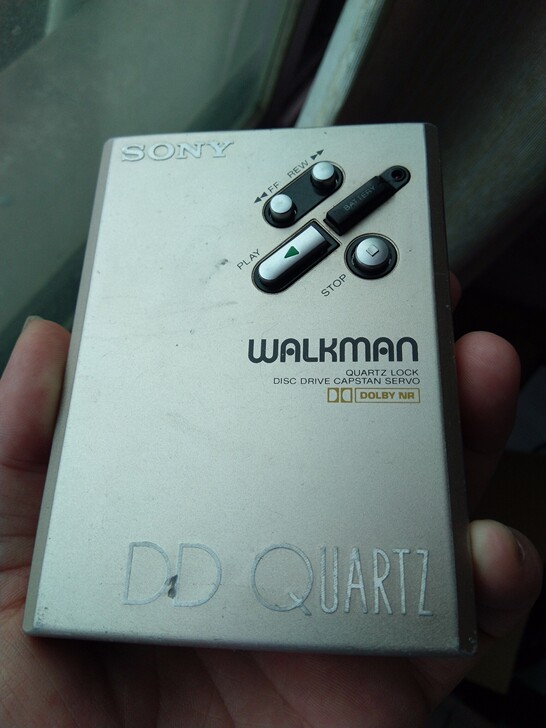 SONY
◀◀ FF REW ▶▶
BATTERY
PLAY
STOP
WALKMAN
QUARTZ LOCK
DISC DRIVE CAPSTAN SERVO
DOLBY NR
DD QUARTZ